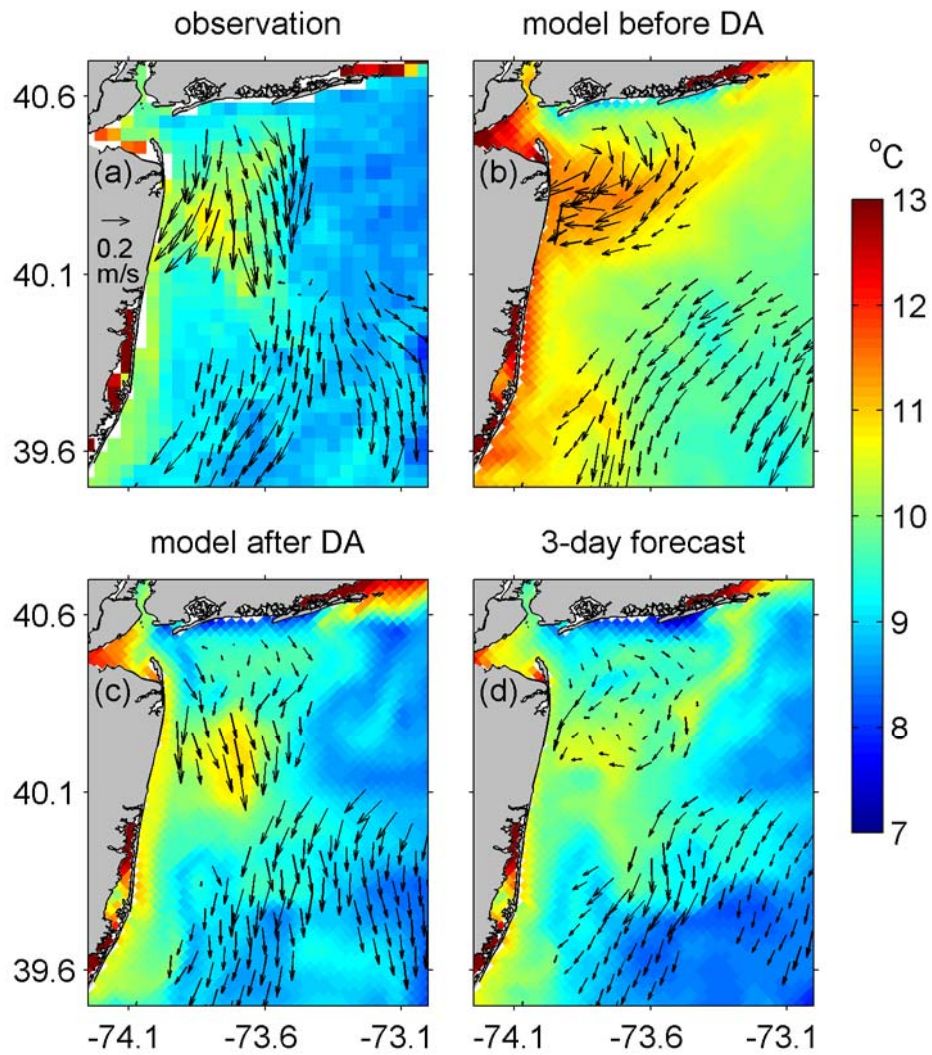 observation
model before DA
40.6
40.1
39.6
(a)
0.2
m/s
(b)
°C
13
12
11
10
9
8
7
model after DA
3-day forecast
40.6
40.1
39.6
(c)
(d)
-74.1
-73.6
-73.1
-74.1
-73.6
-73.1